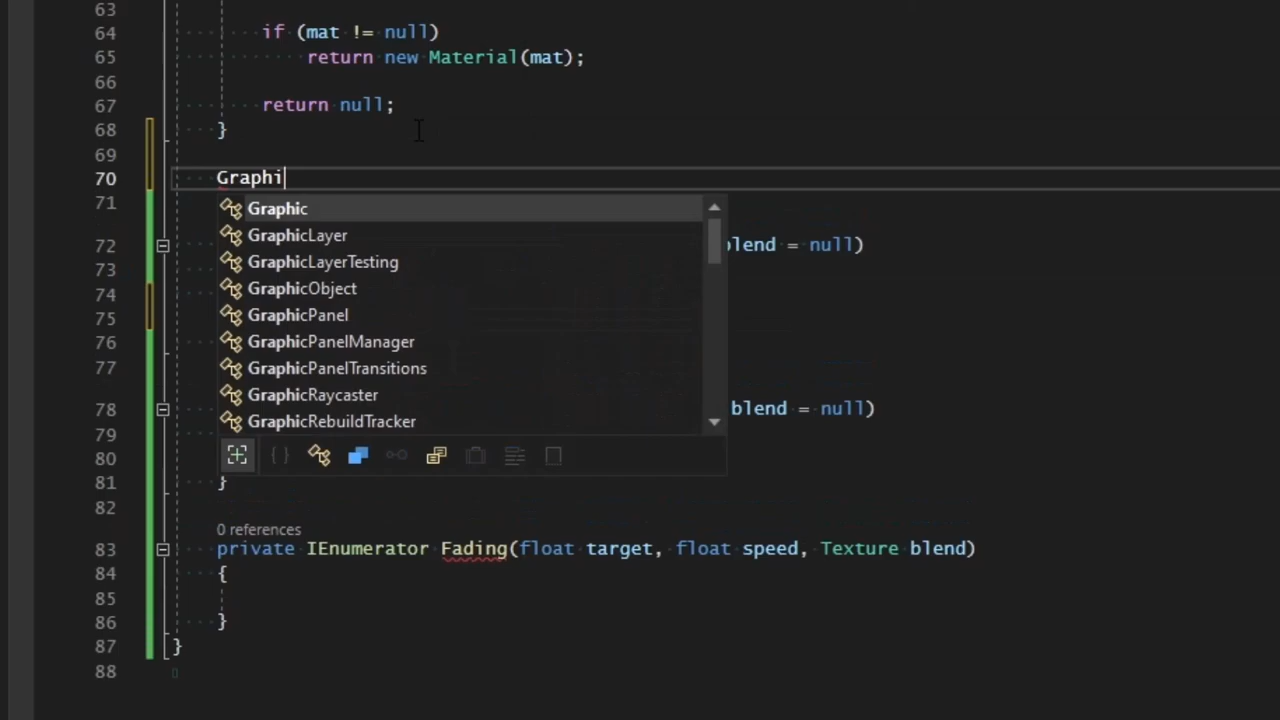 63
64 if (mat != null)
65 return new Material(mat);
66
67 return null;
68 }
69
70 Graphi
71 Graphic
GraphicLayer
72 blend = null)
73 GraphicLayerTesting
74 GraphicObject
75 GraphicPanel
76 GraphicPanelManager
77 GraphicPanelTransitions
GraphicRaycaster
78 blend = null)
79 GraphicRebuildTracker
80
81 }
82
0 references
83 private IEnumerator Fading(float target, float speed, Texture blend)
84 {
85
86 }
87 }
88